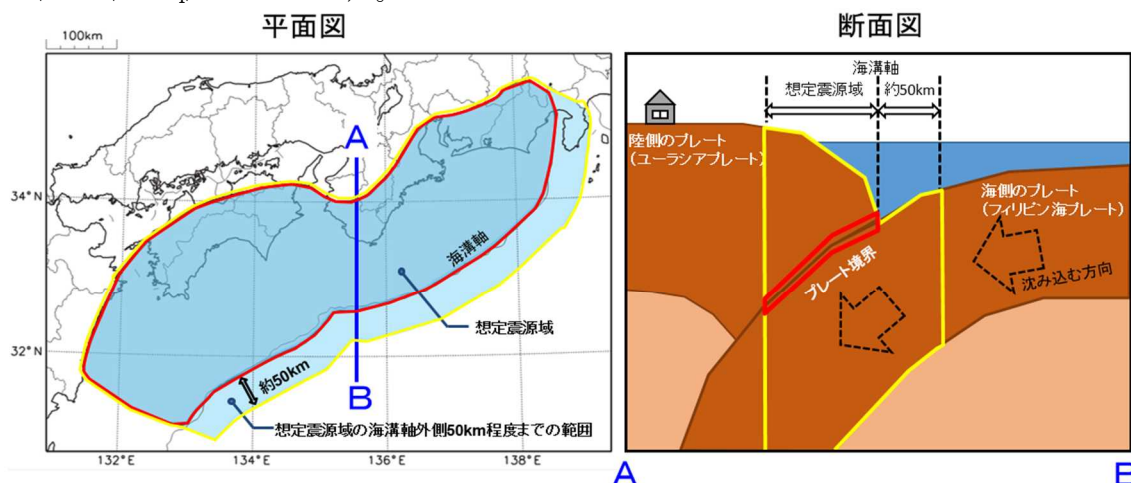 平面図
100km
A
34°N
32°N
海溝軸
想定震源域
約50km
B
想定震源域の海溝軸外側50km程度までの範囲
132°E
134°E
136°E
138°E
断面図
海溝軸
想定震源域
約50km
陸側のプレート
(ユーラシアプレート)
海側のプレート
(フィリピン海プレート)
プレート境界
沈み込む方向
A
B